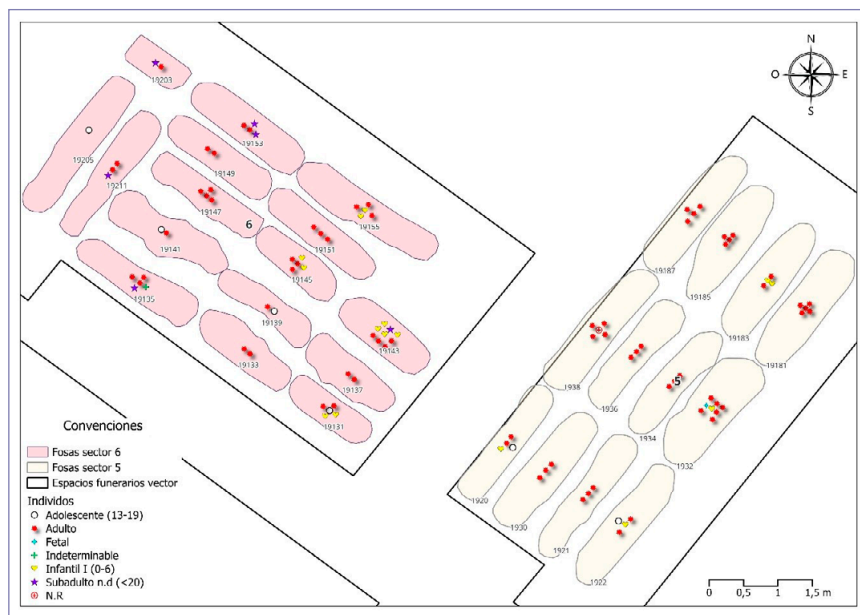 N
O
E
S
19203
19153
19205
19149
19211
19147
6
19155
19141
19151
19145
19135
19139
19143
19133
19137
19131
19187
19185
19183
19181
1938
1936
5
1934
1932
1920
1930
1921
1922
Convenciones
Fosas sector 6
Fosas sector 5
Espacios funerarios vector
Individos
Adolescente (13-19)
Adulto
Fetal
Indeterminable
Infantil I (0-6)
Subadulto n.d (<20)
N.R
0 0,5 1 1,5 m